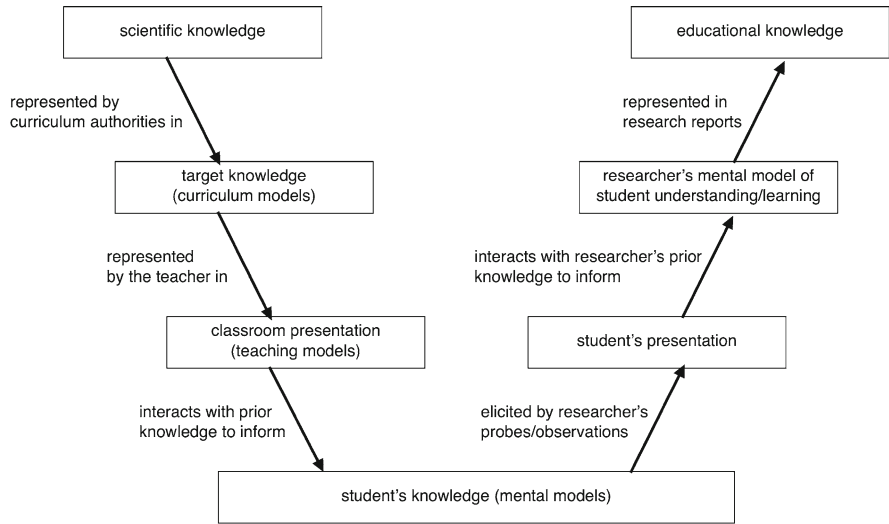 scientific knowledge
educational knowledge
represented by
curriculum authorities in
represented in
research reports
target knowledge
(curriculum models)
researcher's mental model of
student understanding/learning
represented
by the teacher in
interacts with researcher's prior
knowledge to inform
classroom presentation
(teaching models)
student's presentation
interacts with prior
knowledge to inform
elicited by researcher's
probes/observations
student's knowledge (mental models)